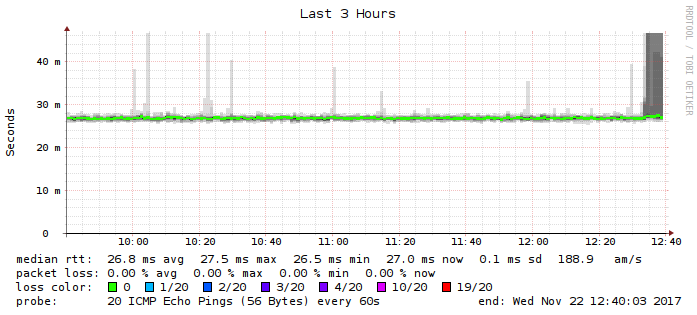 Last 3 Hours
RRDTOOL / TOBI OETIKER
Seconds
40 m
30 m
20 m
10 m
0
10:00 10:20 10:40 11:00 11:20 11:40 12:00 12:20 12:40
median rtt: 26.8 ms avg 27.5 ms max 26.5 ms min 27.0 ms now 0.1 ms sd 188.9 am/s
packet loss: 0.00 % avg 0.00 % max 0.00 % min 0.00 % now
loss color: 0 1/20 2/20 3/20 4/20 10/20 19/20
probe: 20 ICMP Echo Pings (56 Bytes) every 60s end: Wed Nov 22 12:40:03 2017